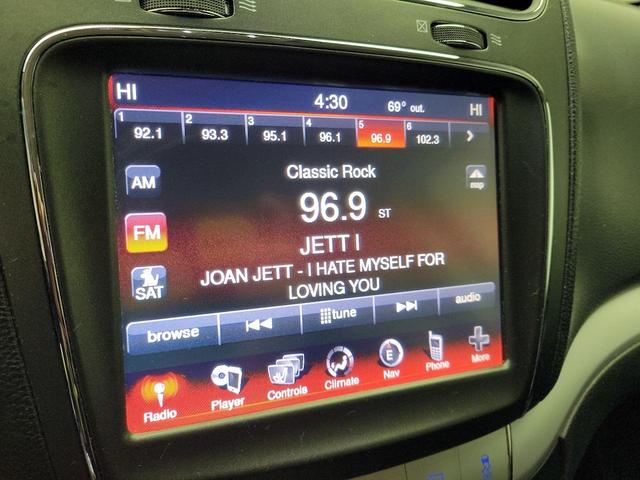 HI 4:30 69° out. HI
1 2 3 4 5 6
92.1 93.3 95.1 96.1 96.9 102.3
AM Classic Rock map
96.9 ST
FM JETT I
JOAN JETT - I HATE MYSELF FOR
LOVING YOU
SAT
browse tune audio
Radio Player Controls Climate E Nav Phone More